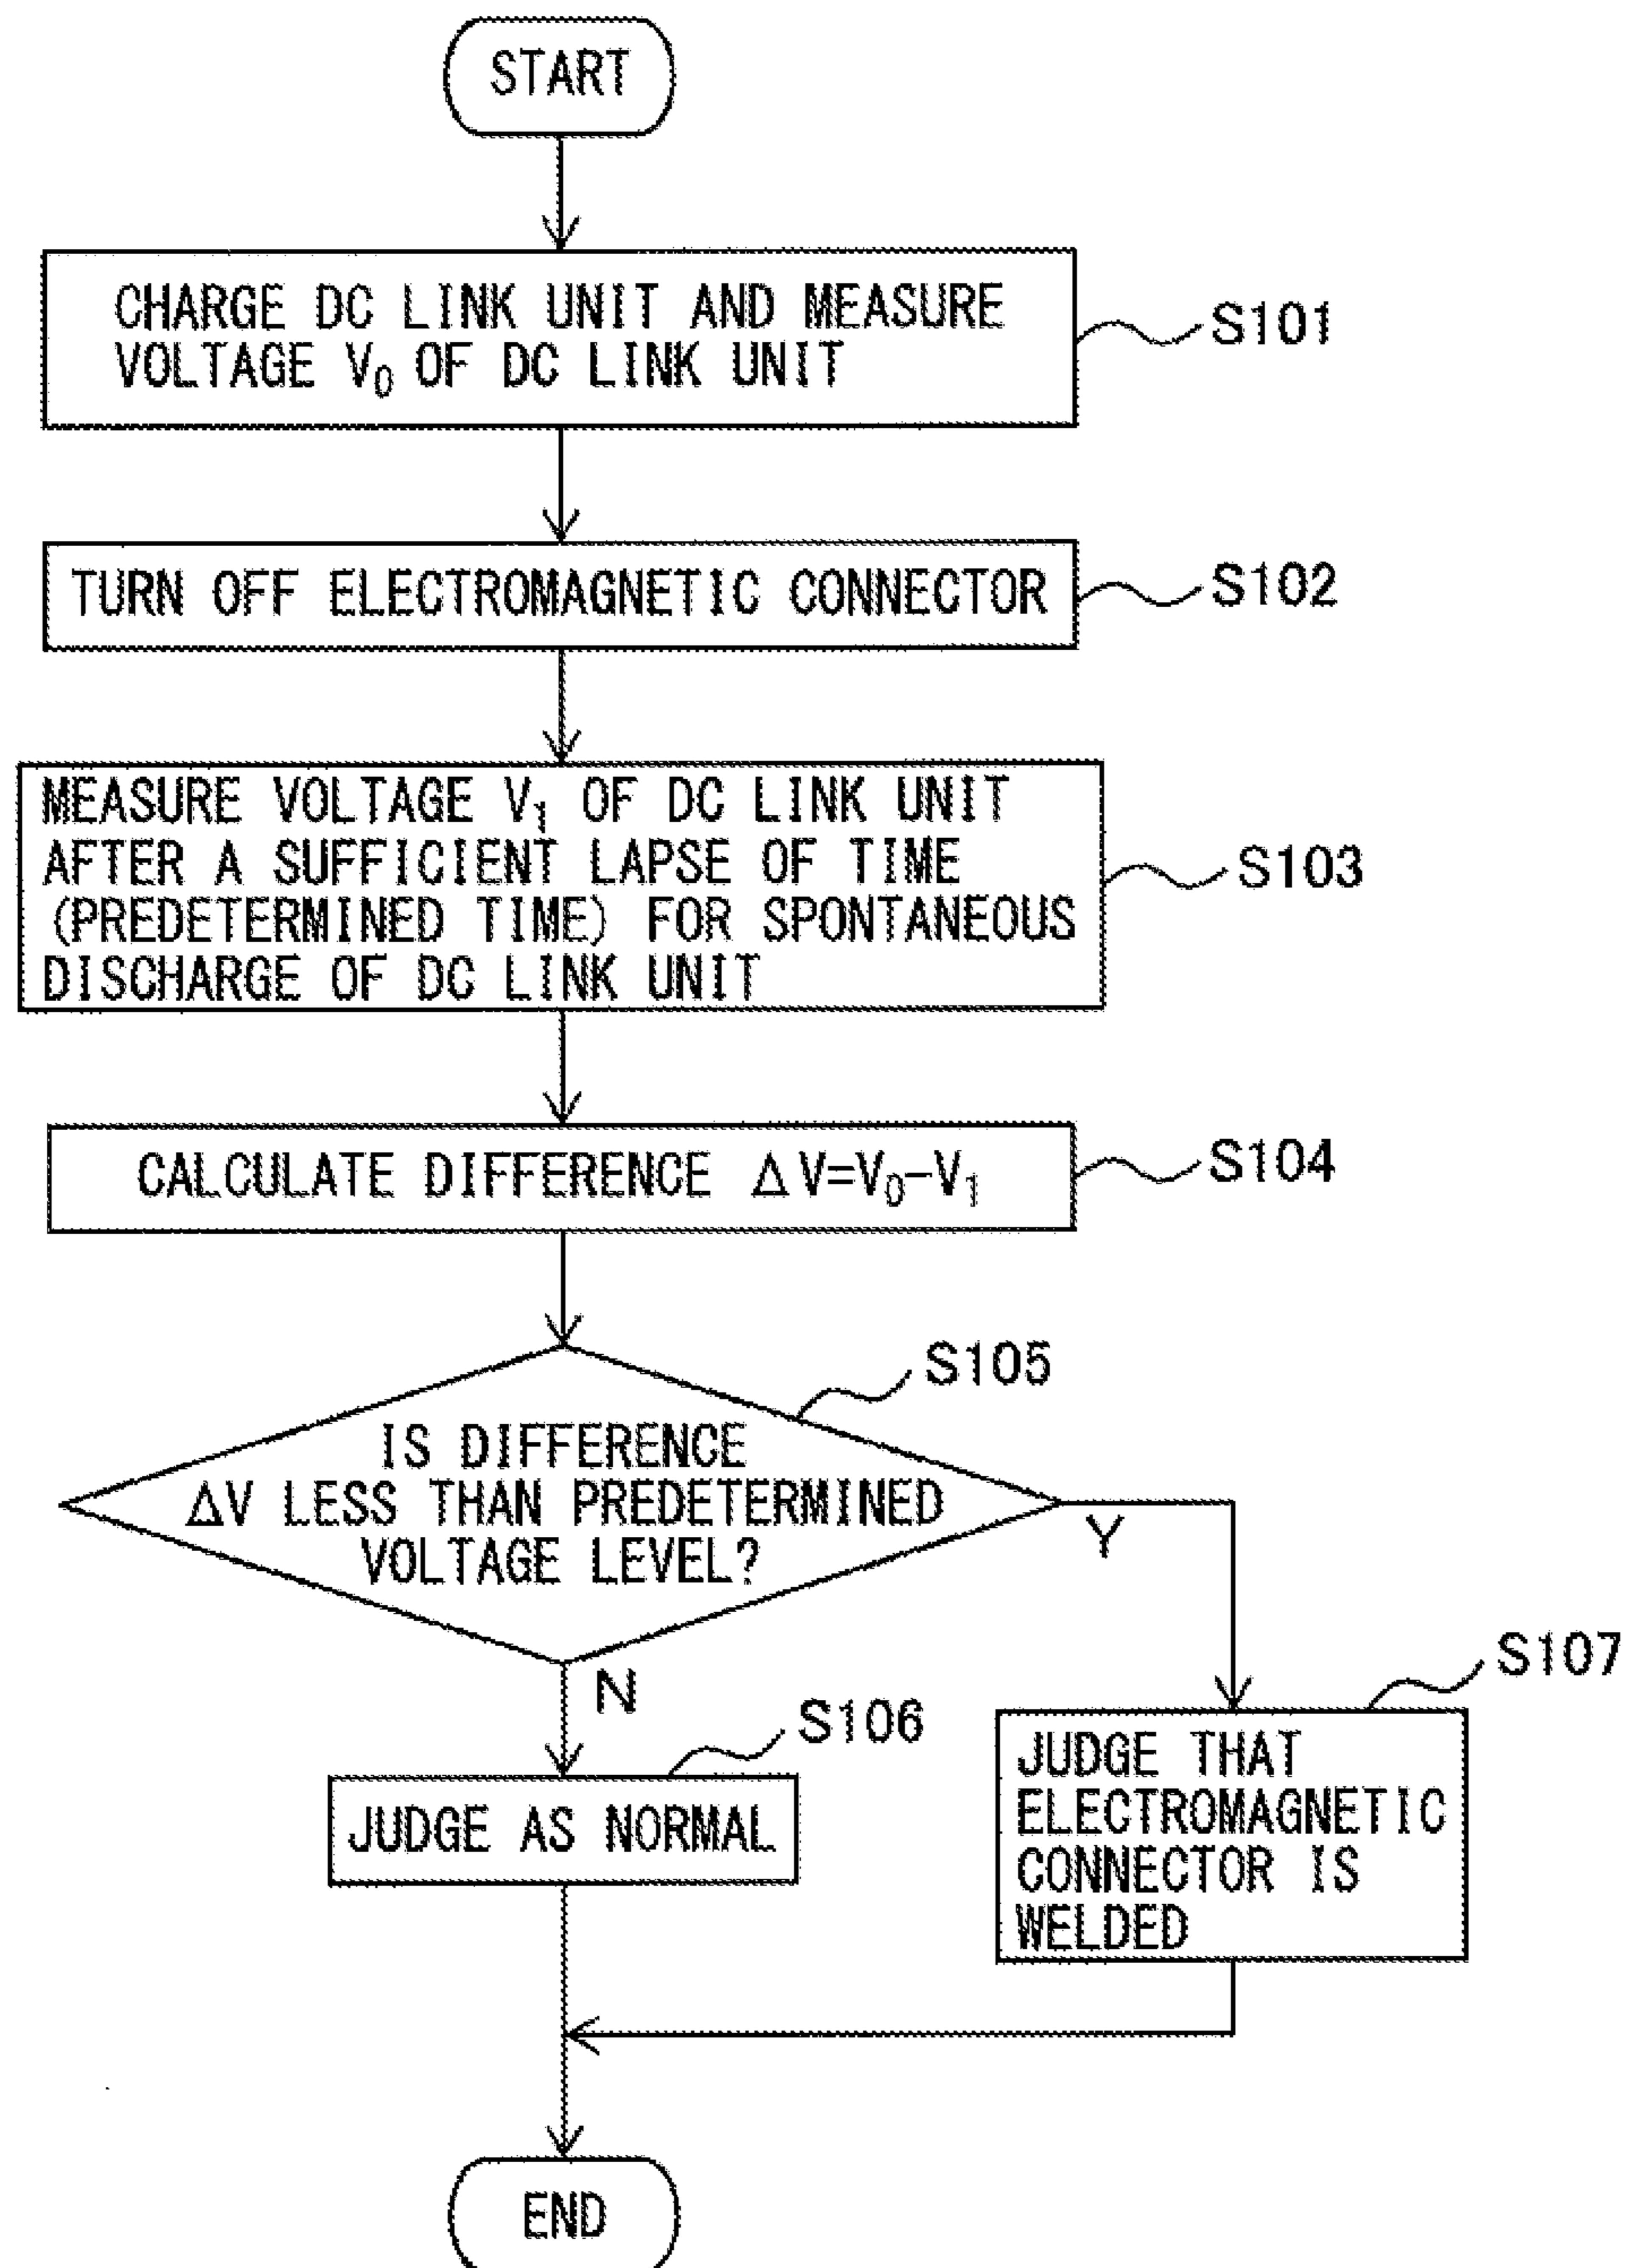 START
CHARGE DC LINK UNIT AND MEASURE
VOLTAGE V₀ OF DC LINK UNIT
S101
TURN OFF ELECTROMAGNETIC CONNECTOR
S102
MEASURE VOLTAGE V₁ OF DC LINK UNIT
AFTER A SUFFICIENT LAPSE OF TIME
(PREDETERMINED TIME) FOR SPONTANEOUS
DISCHARGE OF DC LINK UNIT
S103
CALCULATE DIFFERENCE ΔV=V₀-V₁
S104
S105
IS DIFFERENCE
ΔV LESS THAN PREDETERMINED
VOLTAGE LEVEL?
Y
N
S106
JUDGE AS NORMAL
S107
JUDGE THAT
ELECTROMAGNETIC
CONNECTOR IS
WELDED
END